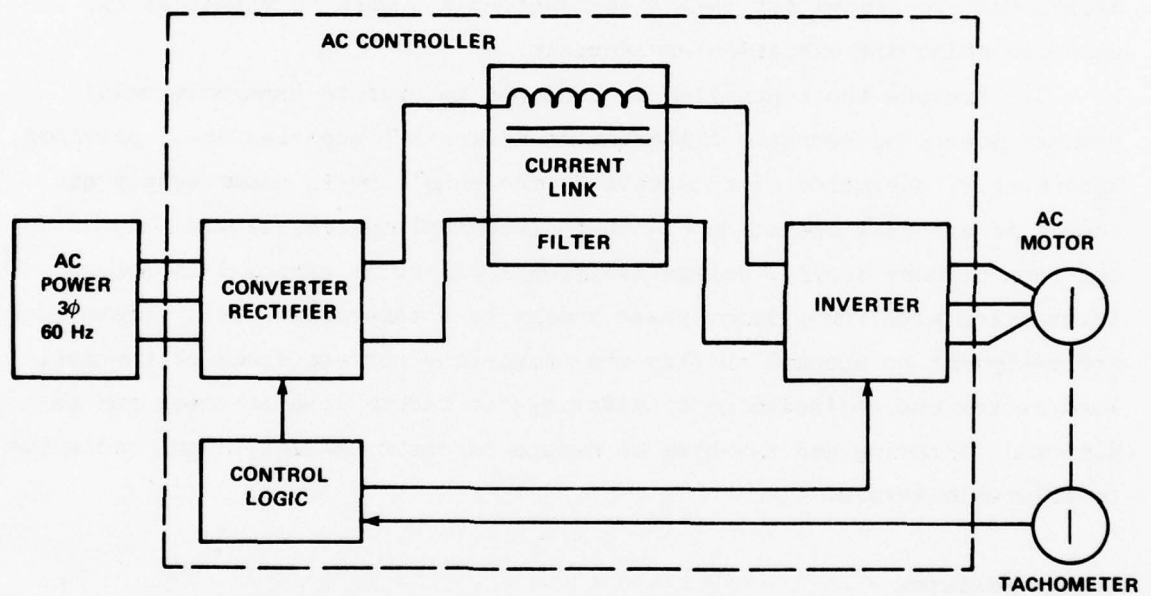 AC CONTROLLER
CURRENT
LINK
FILTER
AC
POWER
3ϕ
60 Hz
CONVERTER
RECTIFIER
INVERTER
AC
MOTOR
CONTROL
LOGIC
TACHOMETER